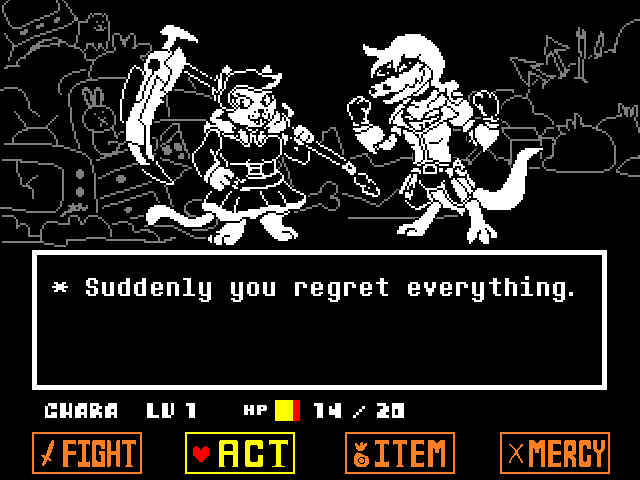 * Suddenly you regret everything.
CHARA LV 1 HP 14 / 20
FIGHT ACT ITEM MERCY